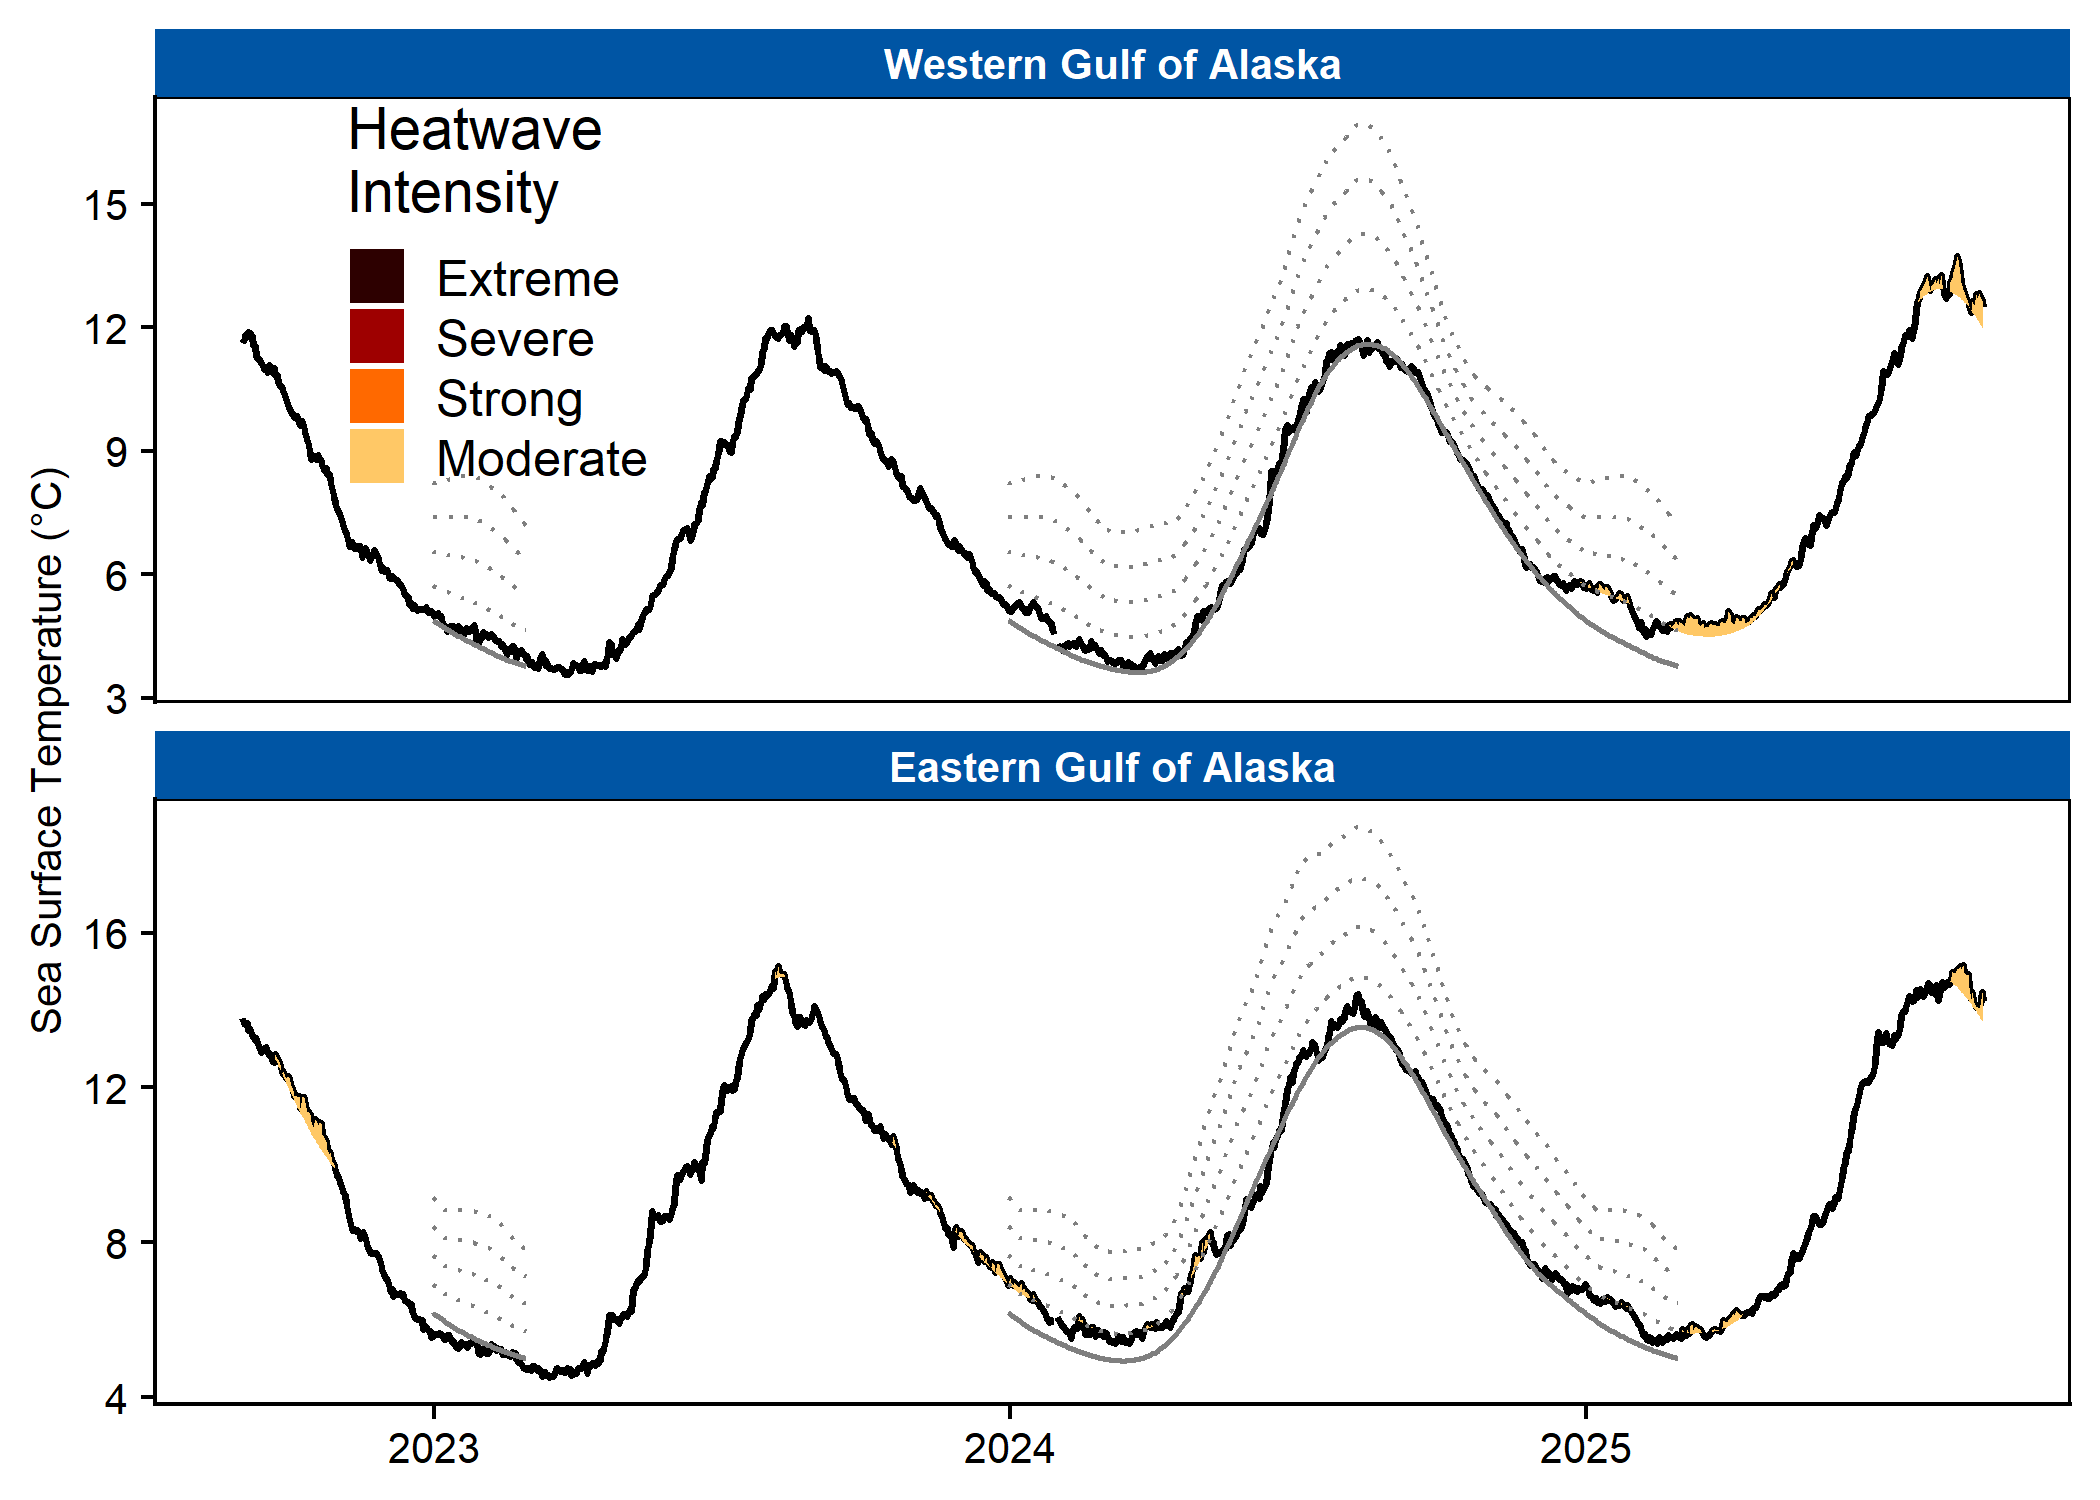 Western Gulf of Alaska
Heatwave
Intensity
Extreme
Severe
Strong
Moderate
15
12
9
6
3
Sea Surface Temperature (°C)
Eastern Gulf of Alaska
16
12
8
4
2023
2024
2025